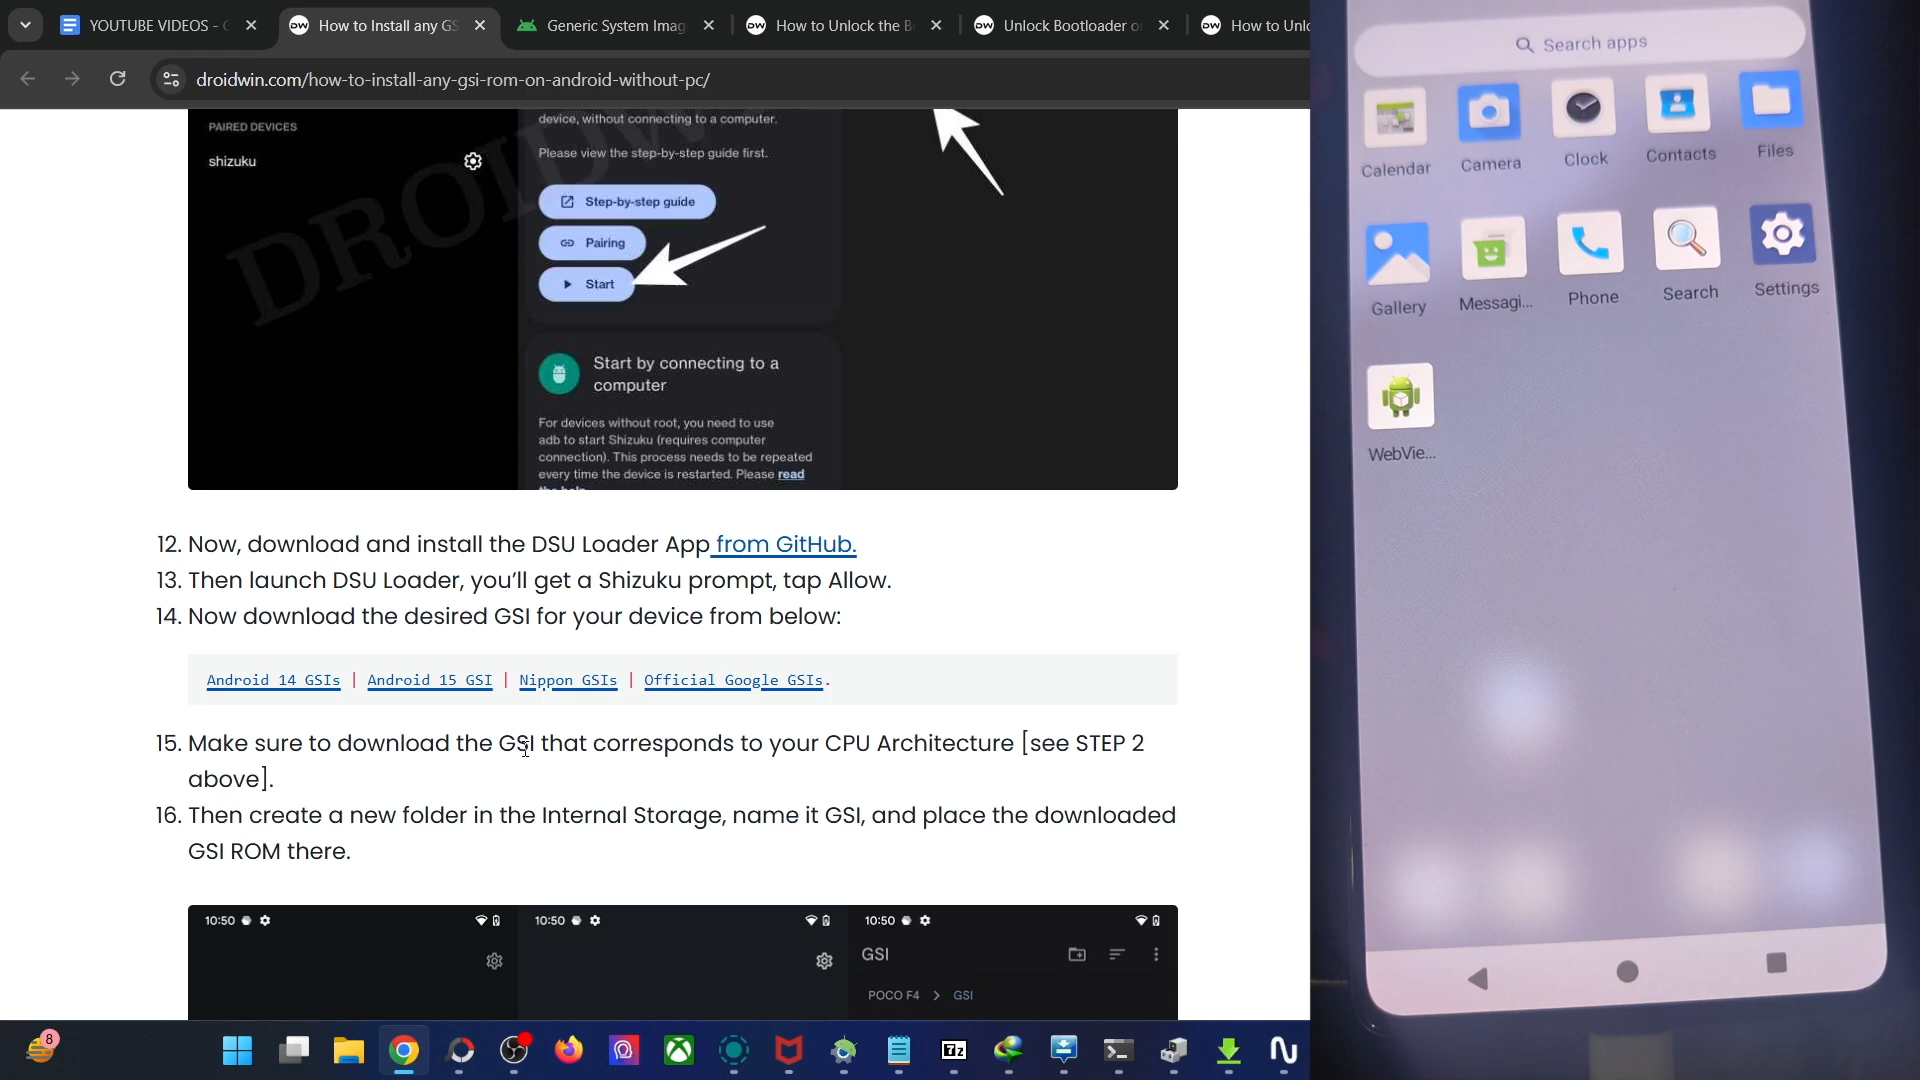 YOUTUBE VIDEOS - 
How to Install any GS
Generic System Imag
How to Unlock the B
Unlock Bootloader o
How to Unlo
droidwin.com/how-to-install-any-gsi-rom-on-android-without-pc/
PAIRED DEVICES
shizuku
device, without connecting to a computer.
Please view the step-by-step guide first.
Step-by-step guide
Pairing
Start
Start by connecting to a
computer
For devices without root, you need to use
adb to start Shizuku (requires computer
connection). This process needs to be repeated
every time the device is restarted. Please read
the help
DROIDW
12. Now, download and install the DSU Loader App from GitHub.
13. Then launch DSU Loader, you’ll get a Shizuku prompt, tap Allow.
14. Now download the desired GSI for your device from below:
Android 14 GSIs | Android 15 GSI | Nippon GSIs | Official Google GSIs.
15. Make sure to download the GSI that corresponds to your CPU Architecture [see STEP 2
above].
16. Then create a new folder in the Internal Storage, name it GSI, and place the downloaded
GSI ROM there.
10:50
10:50
10:50
GSI
POCO F4 > GSI
8
7z
Search apps
Calendar
Camera
Clock
Contacts
Files
Gallery
Messagi...
Phone
Search
Settings
WebVie...